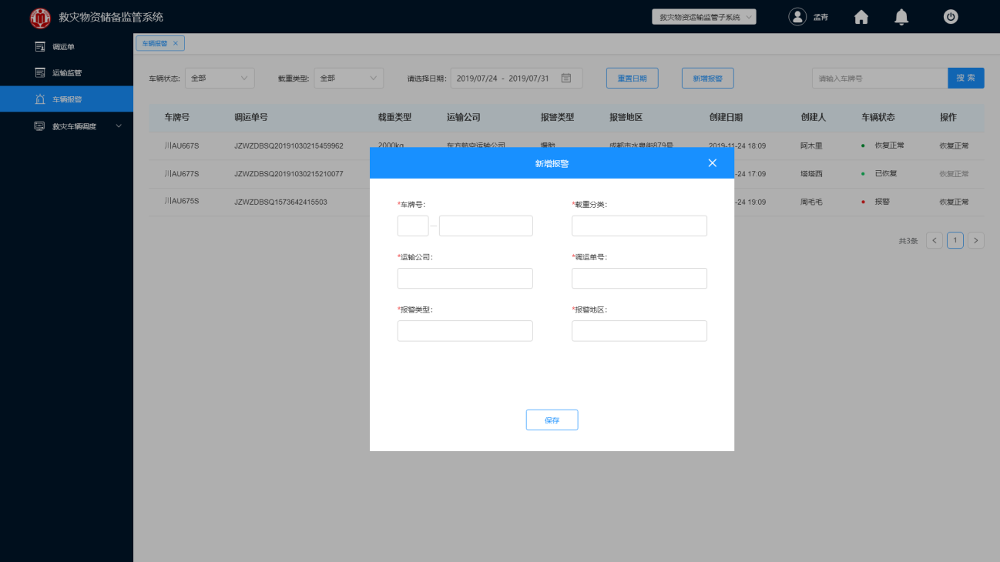 救灾物资储备监管系统
救灾物资运输监管子系统
孟青
调运单
运输监管
车辆报警
救灾车辆调度
车辆报警 ×
车辆状态: 全部
载重类型: 全部
请选择日期: 2019/07/24 - 2019/07/31
重置日期
新增报警
请输入车牌号
搜 索
车牌号 调运单号 载重类型 运输公司 报警类型 报警地区 创建日期 创建人 车辆状态 操作
川AU667S JZWZDBSQ20191030215459962 2000kg 东方航空运输公司 爆胎 成都市水泉街879号 2019-11-24 18:09 阿木里 恢复正常 恢复正常
川AU677S JZWZDBSQ20191030215210077 -24 17:09 塔塔西 已恢复 恢复正常
川AU675S JZWZDBSQ1573642415503 -24 19:09 周毛毛 报警 恢复正常
共3条 < 1 >
新增报警
*车牌号:
*载重分类:
*运输公司:
*调运单号:
*报警类型:
*报警地区:
保存